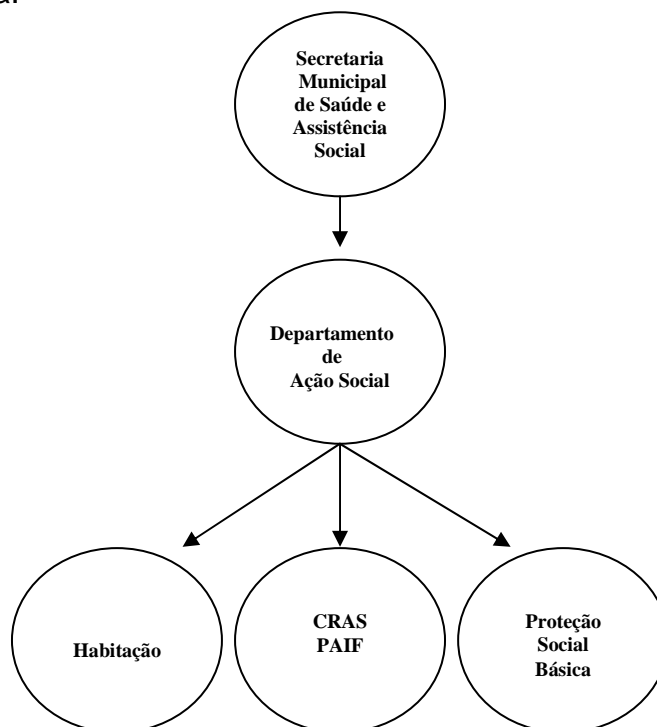 Secretaria
Municipal
de Saúde e
Assistência
Social
Departamento
de
Ação Social
Habitação
CRAS
PAIF
Proteção
Social
Básica